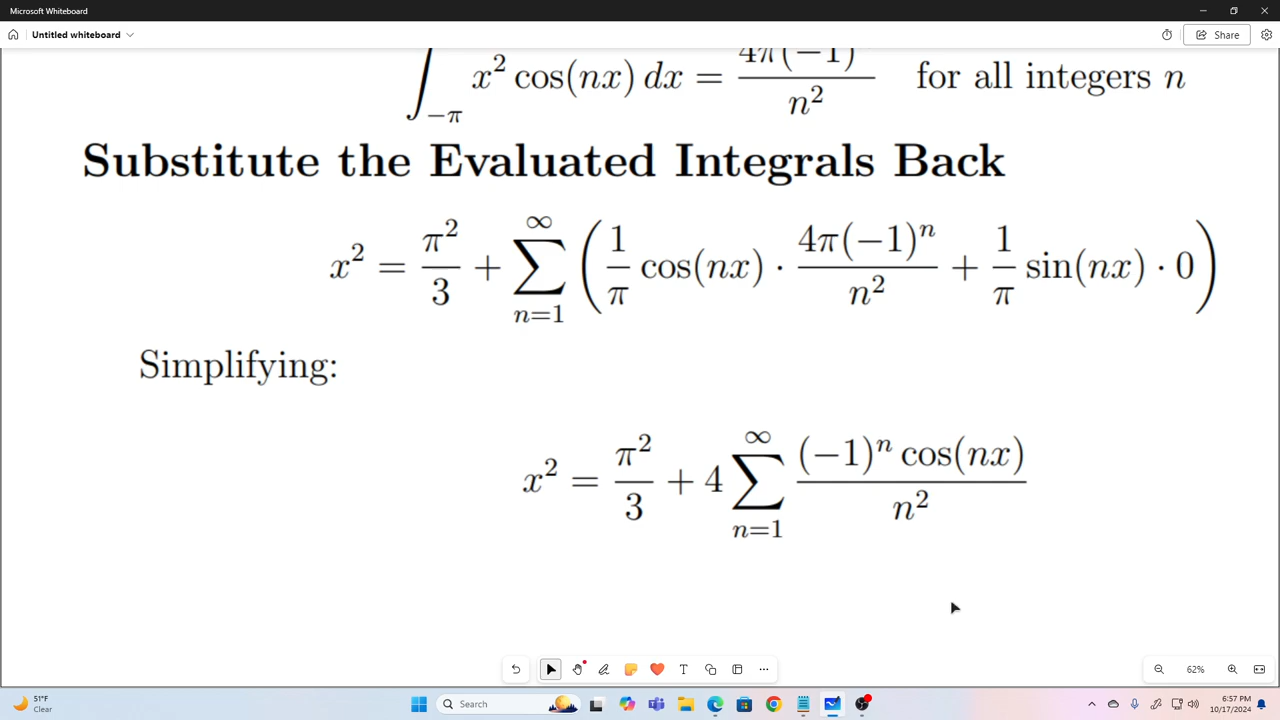 Microsoft Whiteboard
Untitled whiteboard
Share
∫_{−π} x² cos(nx) dx = 4π(−1) / n² for all integers n
Substitute the Evaluated Integrals Back
x² = π²/3 + ∑_{n=1}^{∞} ( 1/π cos(nx) · 4π(−1)ⁿ/n² + 1/π sin(nx) · 0 )
Simplifying:
x² = π²/3 + 4 ∑_{n=1}^{∞} (−1)ⁿ cos(nx) / n²
62%
51°F
Clear
Search
6:57 PM
10/17/2024